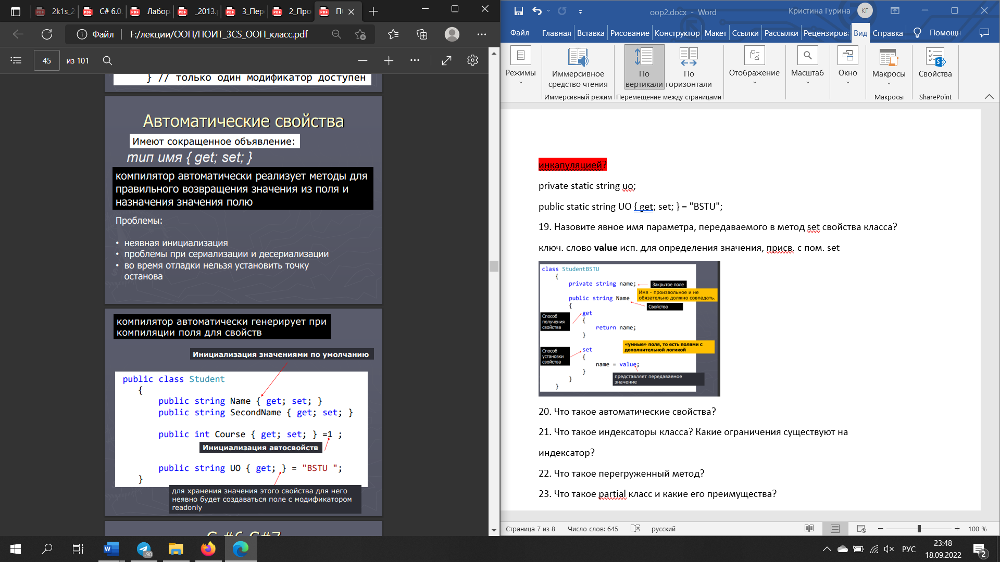 2k1s_2
C# 6.0.
Лабор
_2013.
3_Пер
2_Про
ПО
Файл
F:/лекции/ООП/ПОИТ_3CS_ООП_класс.pdf
45
из 101
} // только один модификатор доступен
Автоматические свойства
Имеют сокращенное объявление:
тип имя { get; set; }
компилятор автоматически реализует методы для
правильного возвращения значения из поля и
назначения значения полю
Проблемы:
• неявная инициализация
• проблемы при сериализации и десериализации
• во время отладки нельзя установить точку
останова
компилятор автоматически генерирует при
компиляции поля для свойств
Инициализация значениями по умолчанию
public class Student
{
public string Name { get; set; }
public string SecondName { get; set; }
public int Course { get; set; } =1 ;
Инициализация автосвойств
public string UO { get; } = "BSTU ";
}
для хранения значения этого свойства для него
неявно будет создаваться поле с модификатором
readonly
C #6 C#7
oop2.docx - Word
Кристина Гурина
КГ
Файл
Главная
Вставка
Рисование
Конструктор
Макет
Ссылки
Рассылки
Рецензирова
Вид
Справка
Помощн
Режимы
Иммерсивное
средство чтения
По
вертикали
По
горизонтали
Отображение
Масштаб
Окно
Макросы
Свойства
Иммерсивный режим
Перемещение между страницами
Макросы
SharePoint
инкапуляцией?
private static string uo;
public static string UO { get; set; } = "BSTU";
19. Назовите явное имя параметра, передаваемого в метод set свойства класса?
ключ. слово value исп. для определения значения, присв. с пом. set
class StudentBSTU
{
private string name;
Закрытое поле
Имя - произвольное и не
обязательно должно совпадать.
public string Name
{
Свойство
Способ
получения
свойства
get
{
return name;
}
«умные» поля, то есть полями с
дополнительной логикой
Способ
установки
свойства
set
{
name = value;
}
представляет передаваемое
значение
}
}
20. Что такое автоматические свойства?
21. Что такое индексаторы класса? Какие ограничения существуют на
индексатор?
22. Что такое перегруженный метод?
23. Что такое partial класс и какие его преимущества?
Страница 7 из 8
Число слов: 645
русский
100 %
90
РУС
23:48
18.09.2022
2